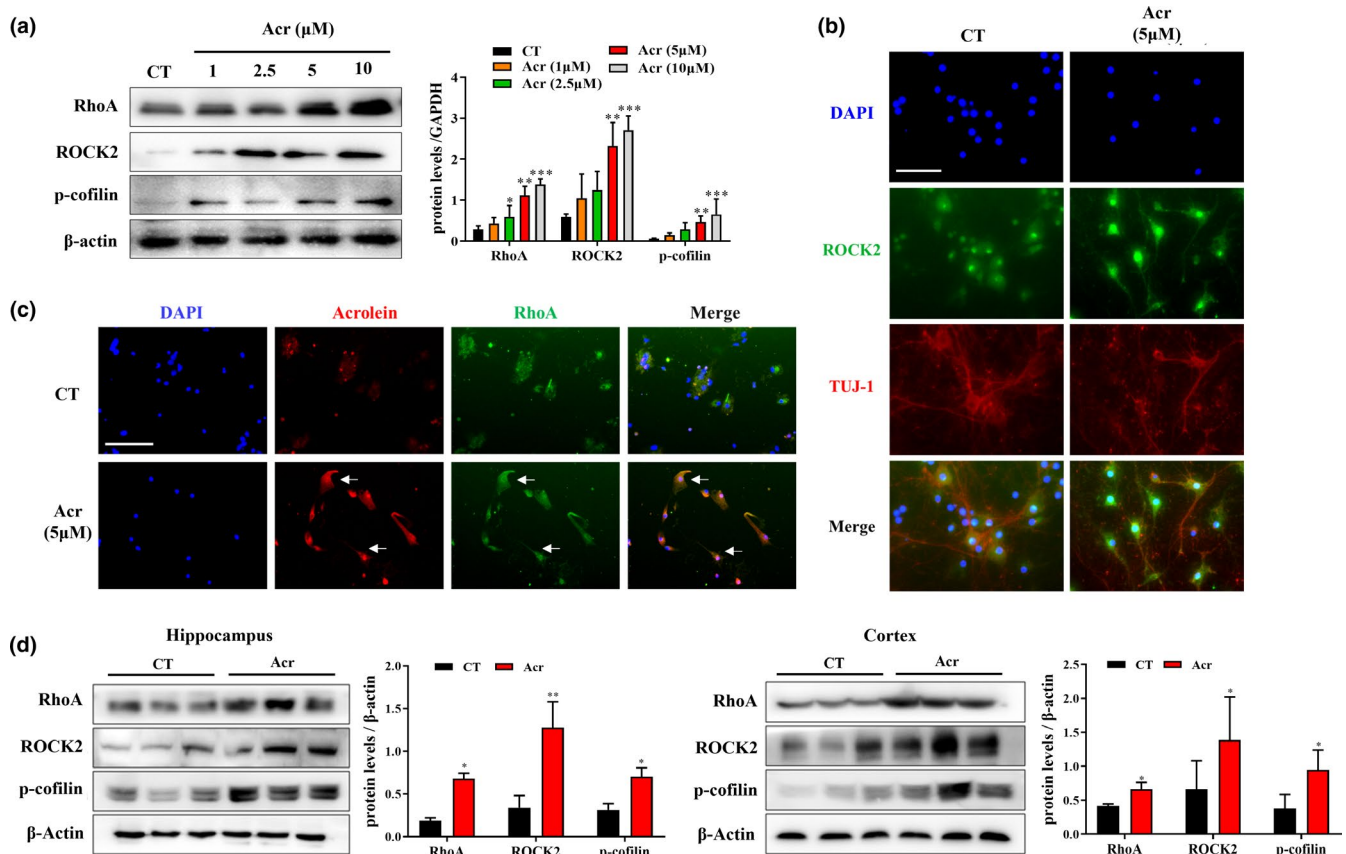 (a)
Acr (µM)
CT 1 2.5 5 10
RhoA
ROCK2
p-cofilin
β-actin
CT Acr (5µM)
Acr (1µM) Acr (10µM)
Acr (2.5µM)
protein levels /GAPDH
4
3
2
1
0
* ** ***
** ***
** ***
RhoA ROCK2 p-cofilin
(b)
CT Acr
(5µM)
DAPI
ROCK2
TUJ-1
Merge
(c)
DAPI Acrolein RhoA Merge
CT
Acr
(5µM)
(d)
Hippocampus
CT Acr
RhoA
ROCK2
p-cofilin
β-Actin
CT Acr
protein levels / β-actin
2.0
1.5
1.0
0.5
0.0
* ** *
RhoA ROCK2 p-cofilin
Cortex
CT Acr
RhoA
ROCK2
p-cofilin
β-Actin
CT Acr
protein levels / β-actin
2.5
2.0
1.5
1.0
0.5
0.0
* * *
RhoA ROCK2 p-cofilin